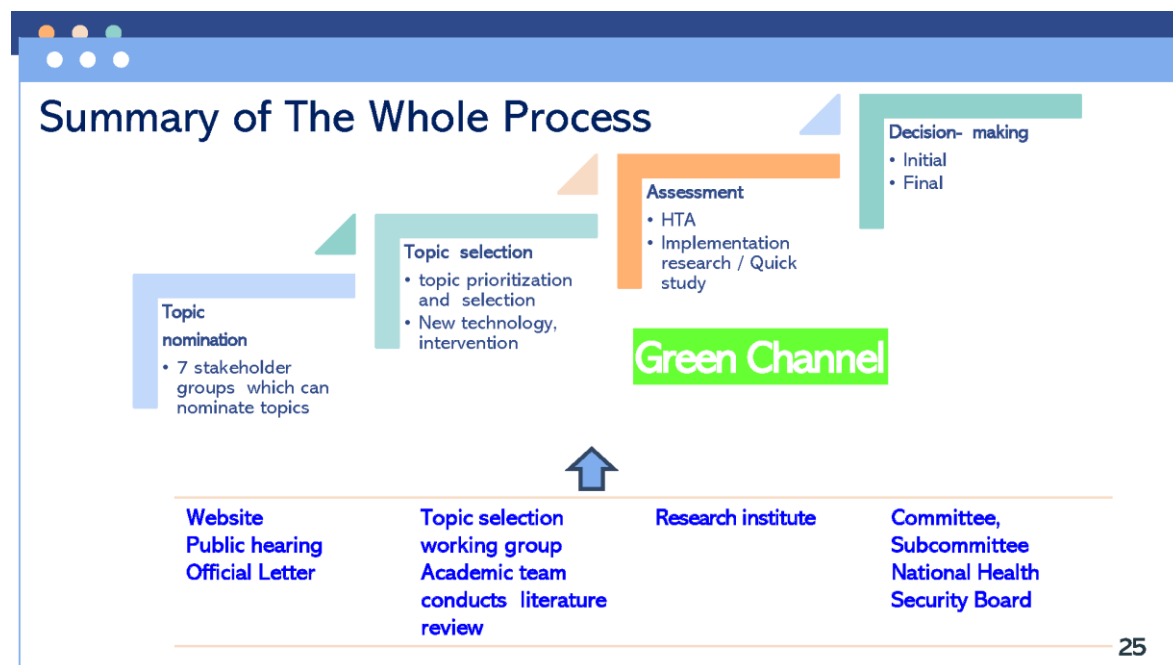 Summary of The Whole Process
Topic
nomination
• 7 stakeholder
groups which can
nominate topics
Topic selection
• topic prioritization
and selection
• New technology,
intervention
Assessment
• HTA
• Implementation
research / Quick
study
Decision- making
• Initial
• Final
Green Channel
Website
Public hearing
Official Letter
Topic selection
working group
Academic team
conducts literature
review
Research institute
Committee,
Subcommittee
National Health
Security Board
25